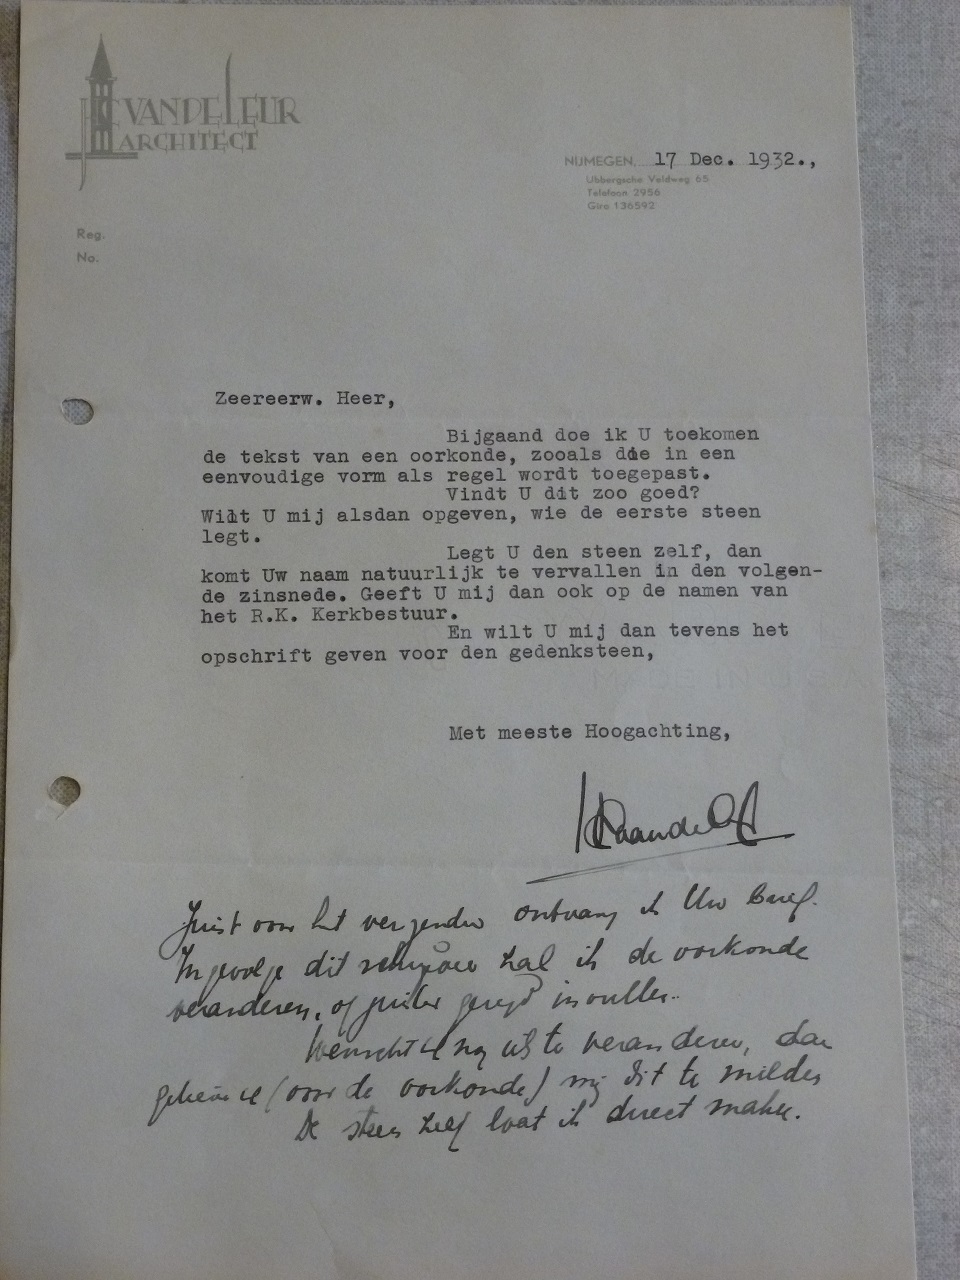 VAN DE LEUR
ARCHITECT
NIJMEGEN, 17 Dec. 1932.,
Ubbergsche Veldweg 65
Telefoon 2956
Giro 136592
Reg.
No.
Zeereerw. Heer,
Bijgaand doe ik U toekomen
de tekst van een oorkonde, zooals die in een
eenvoudige vorm als regel wordt toegepast.
Vindt U dit zoo goed?
Wilt U mij alsdan opgeven, wie de eerste steen
legt.
Legt U den steen zelf, dan
komt Uw naam natuurlijk te vervallen in den volgen-
de zinsnede. Geeft U mij dan ook op de namen van
het R.K. Kerkbestuur.
En wilt U mij dan tevens het
opschrift geven voor den gedenksteen,
Met meeste Hoogachting,
Juist voor het verzenden ontvang ik Uw brief.
Ingevolge dit schrijven zal ik de oorkonde
veranderen, of juister gezegd invullen.
Wenscht U nog iets te veranderen, dan
gelieve U (voor de oorkonde) mij dit te melden
De steen zelf laat ik direct maken.